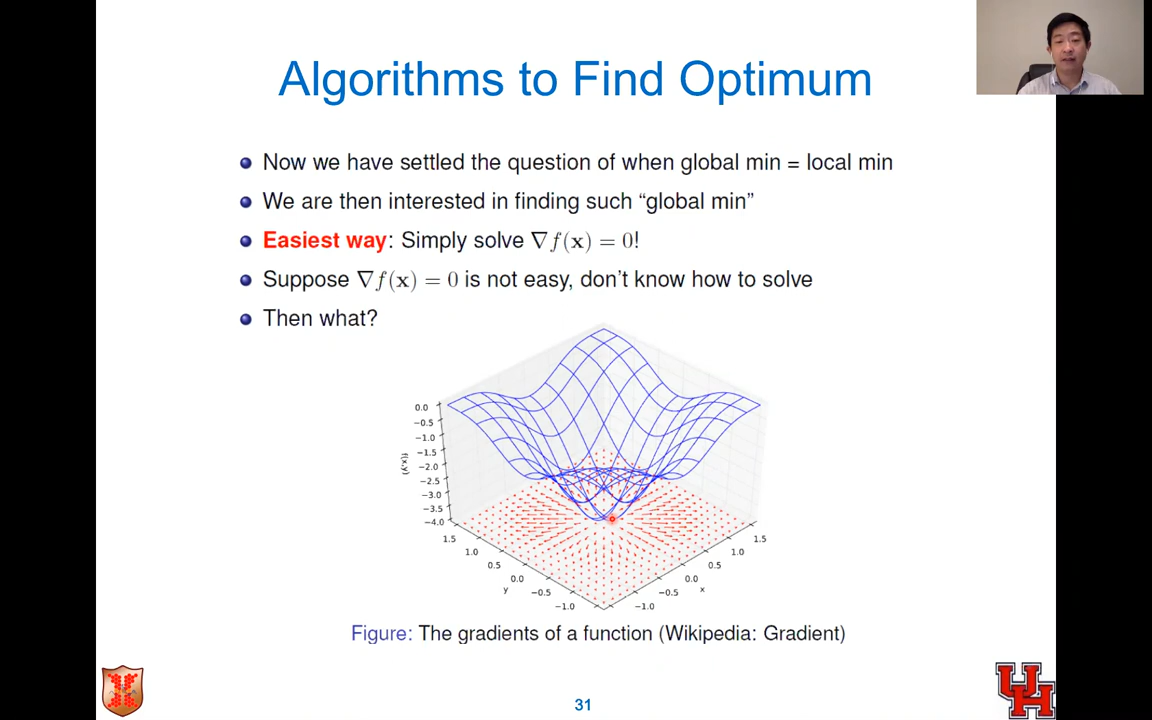 Algorithms to Find Optimum
Now we have settled the question of when global min = local min
We are then interested in finding such “global min”
Easiest way: Simply solve ∇f(x) = 0!
Suppose ∇f(x) = 0 is not easy, don’t know how to solve
Then what?
0.0
−0.5
−1.0
−1.5
−2.0
−2.5
−3.0
−3.5
−4.0
f(x,y)
1.5
1.0
0.5
0.0
−0.5
−1.0
y
−1.0
−0.5
0.0
0.5
1.0
1.5
x
Figure: The gradients of a function (Wikipedia: Gradient)
31
UH